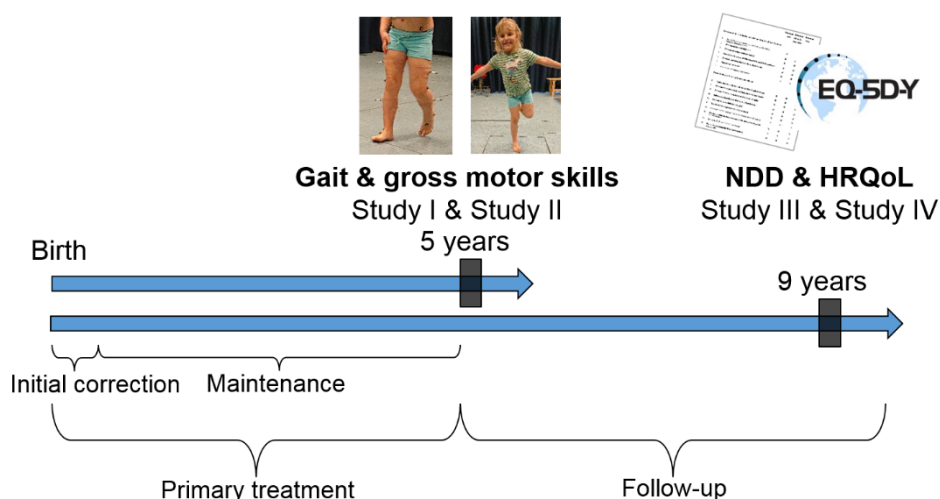 EQ-5D-Y
Gait & gross motor skills
Study I & Study II
5 years
NDD & HRQoL
Study III & Study IV
9 years
Birth
Initial correction
Maintenance
Primary treatment
Follow-up